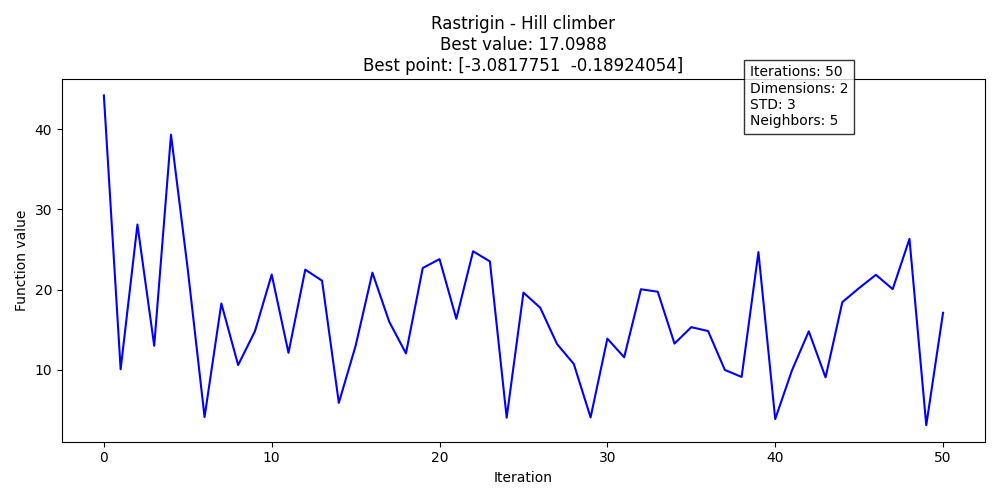 Rastrigin - Hill climber
Best value: 17.0988
Best point: [-3.0817751  -0.18924054]
Iterations: 50
Dimensions: 2
STD: 3
Neighbors: 5
Function value
40
30
20
10
0
10
20
30
40
50
Iteration